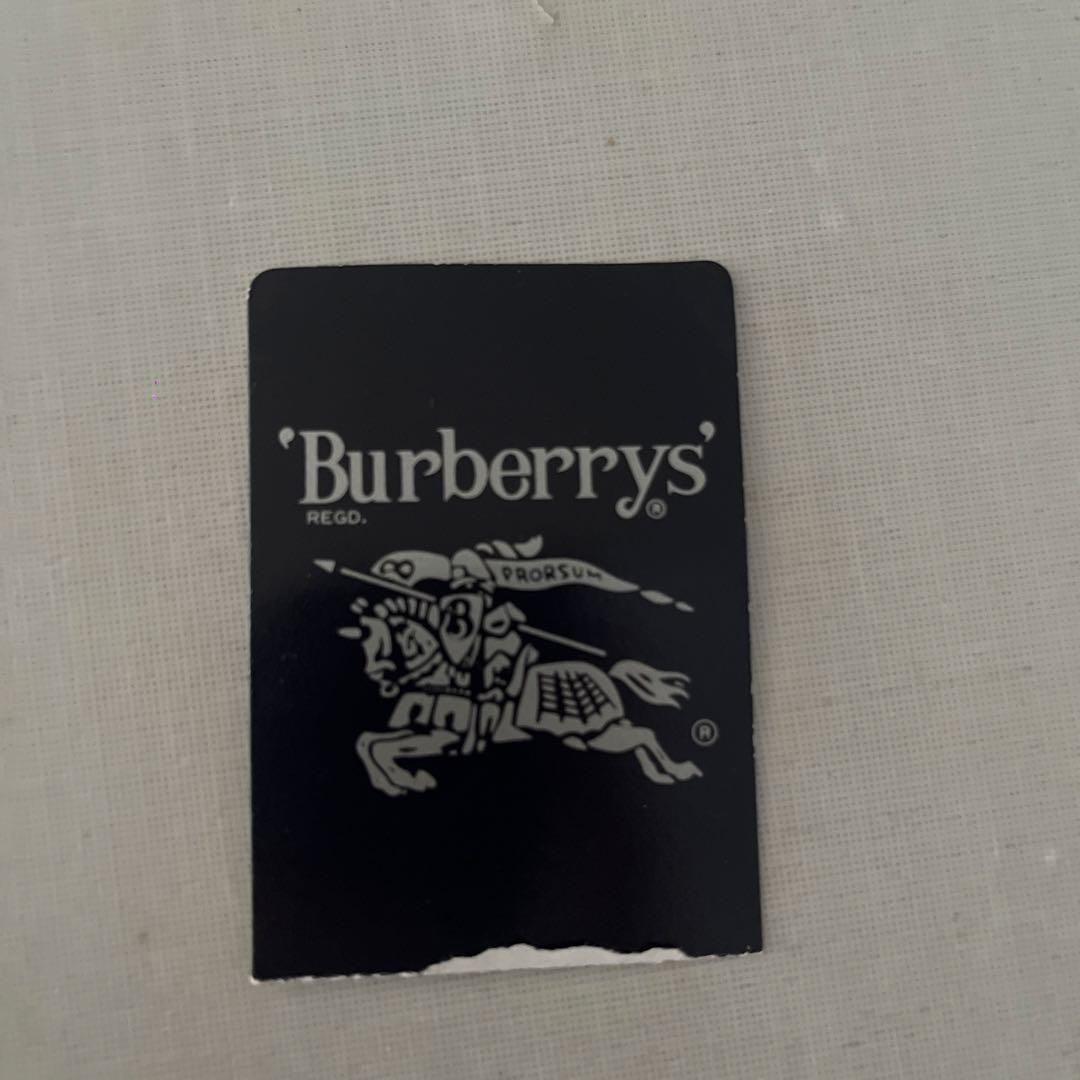 'Burberrys'
REGD. ®
PRORSUM
B
®